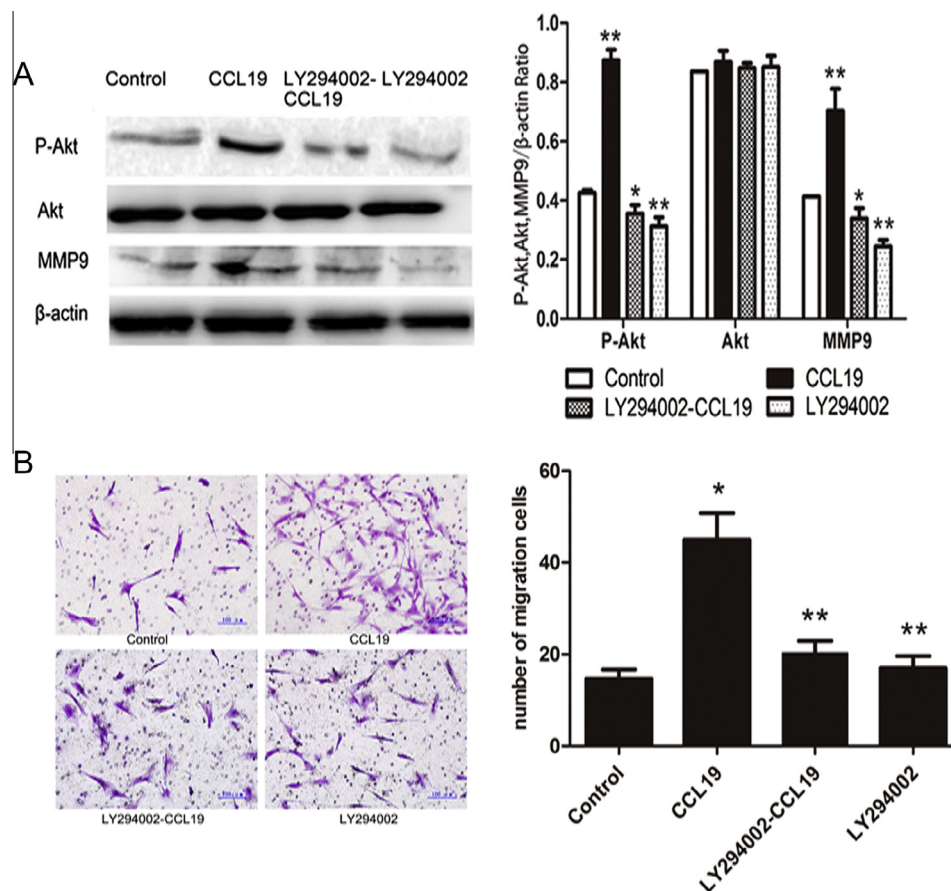 A
Control CCL19 LY294002- LY294002
CCL19
P-Akt
Akt
MMP9
β-actin
P-Akt,Akt,MMP9/β-actin Ratio
1.0
0.8
0.6
0.4
0.2
0.0
** * ** ** * **
P-Akt Akt MMP9
Control CCL19
LY294002-CCL19 LY294002
B
Control CCL19
LY294002-CCL19 LY294002
number of migration cells
60
40
20
0
* ** **
Control CCL19 LY294002-CCL19 LY294002